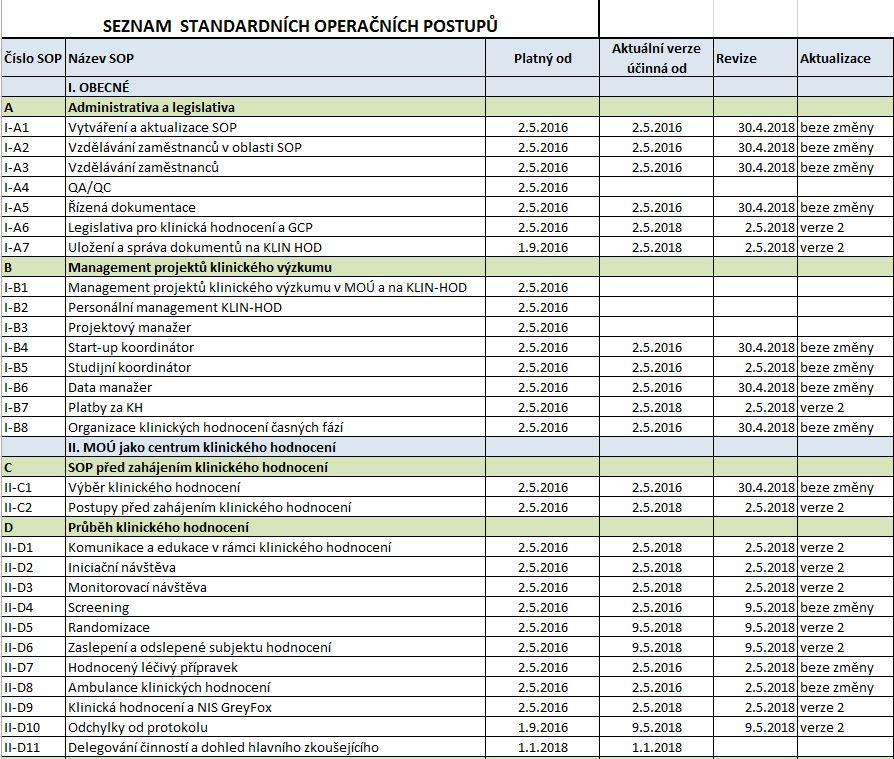 SEZNAM STANDARDNÍCH OPERAČNÍCH POSTUPŮ
Číslo SOP Název SOP Platný od Aktuální verze účinná od Revize Aktualizace
I. OBECNÉ
A Administrativa a legislativa
I-A1 Vytváření a aktualizace SOP 2.5.2016 2.5.2016 30.4.2018 beze změny
I-A2 Vzdělávání zaměstnanců v oblasti SOP 2.5.2016 2.5.2016 30.4.2018 beze změny
I-A3 Vzdělávání zaměstnanců 2.5.2016 2.5.2016 30.4.2018 beze změny
I-A4 QA/QC 2.5.2016
I-A5 Řízená dokumentace 2.5.2016 2.5.2016 30.4.2018 beze změny
I-A6 Legislativa pro klinická hodnocení a GCP 2.5.2016 2.5.2018 2.5.2018 verze 2
I-A7 Uložení a správa dokumentů na KLIN HOD 1.9.2016 2.5.2018 2.5.2018 verze 2
B Management projektů klinického výzkumu
I-B1 Management projektů klinického výzkumu v MOÚ a na KLIN-HOD 2.5.2016
I-B2 Personální management KLIN-HOD 2.5.2016
I-B3 Projektový manažer 2.5.2016
I-B4 Start-up koordinátor 2.5.2016 2.5.2016 30.4.2018 beze změny
I-B5 Studijní koordinátor 2.5.2016 2.5.2016 2.5.2018 beze změny
I-B6 Data manažer 2.5.2016 2.5.2016 30.4.2018 beze změny
I-B7 Platby za KH 2.5.2016 2.5.2018 2.5.2018 verze 2
I-B8 Organizace klinických hodnocení časných fází 2.5.2016 2.5.2016 30.4.2018 beze změny
II. MOÚ jako centrum klinického hodnocení
C SOP před zahájením klinického hodnocení
II-C1 Výběr klinického hodnocení 2.5.2016 2.5.2016 30.4.2018 beze změny
II-C2 Postupy před zahájením klinického hodnocení 2.5.2016 2.5.2018 2.5.2018 verze 2
D Průběh klinického hodnocení
II-D1 Komunikace a edukace v rámci klinického hodnocení 2.5.2016 2.5.2018 2.5.2018 verze 2
II-D2 Iniciační návštěva 2.5.2016 2.5.2018 2.5.2018 verze 2
II-D3 Monitorovací návštěva 2.5.2016 2.5.2018 2.5.2018 verze 2
II-D4 Screening 2.5.2016 2.5.2016 9.5.2018 beze změny
II-D5 Randomizace 2.5.2016 9.5.2018 9.5.2018 verze 2
II-D6 Zaslepení a odslepené subjektu hodnocení 2.5.2016 9.5.2018 9.5.2018 verze 2
II-D7 Hodnocený léčivý přípravek 2.5.2016 2.5.2016 2.5.2018 beze změny
II-D8 Ambulance klinických hodnocení 2.5.2016 2.5.2016 2.5.2018 beze změny
II-D9 Klinická hodnocení a NIS GreyFox 2.5.2016 2.5.2018 2.5.2018 verze 2
II-D10 Odchylky od protokolu 1.9.2016 9.5.2018 9.5.2018 verze 2
II-D11 Delegování činností a dohled hlavního zkoušejícího 1.1.2018 1.1.2018